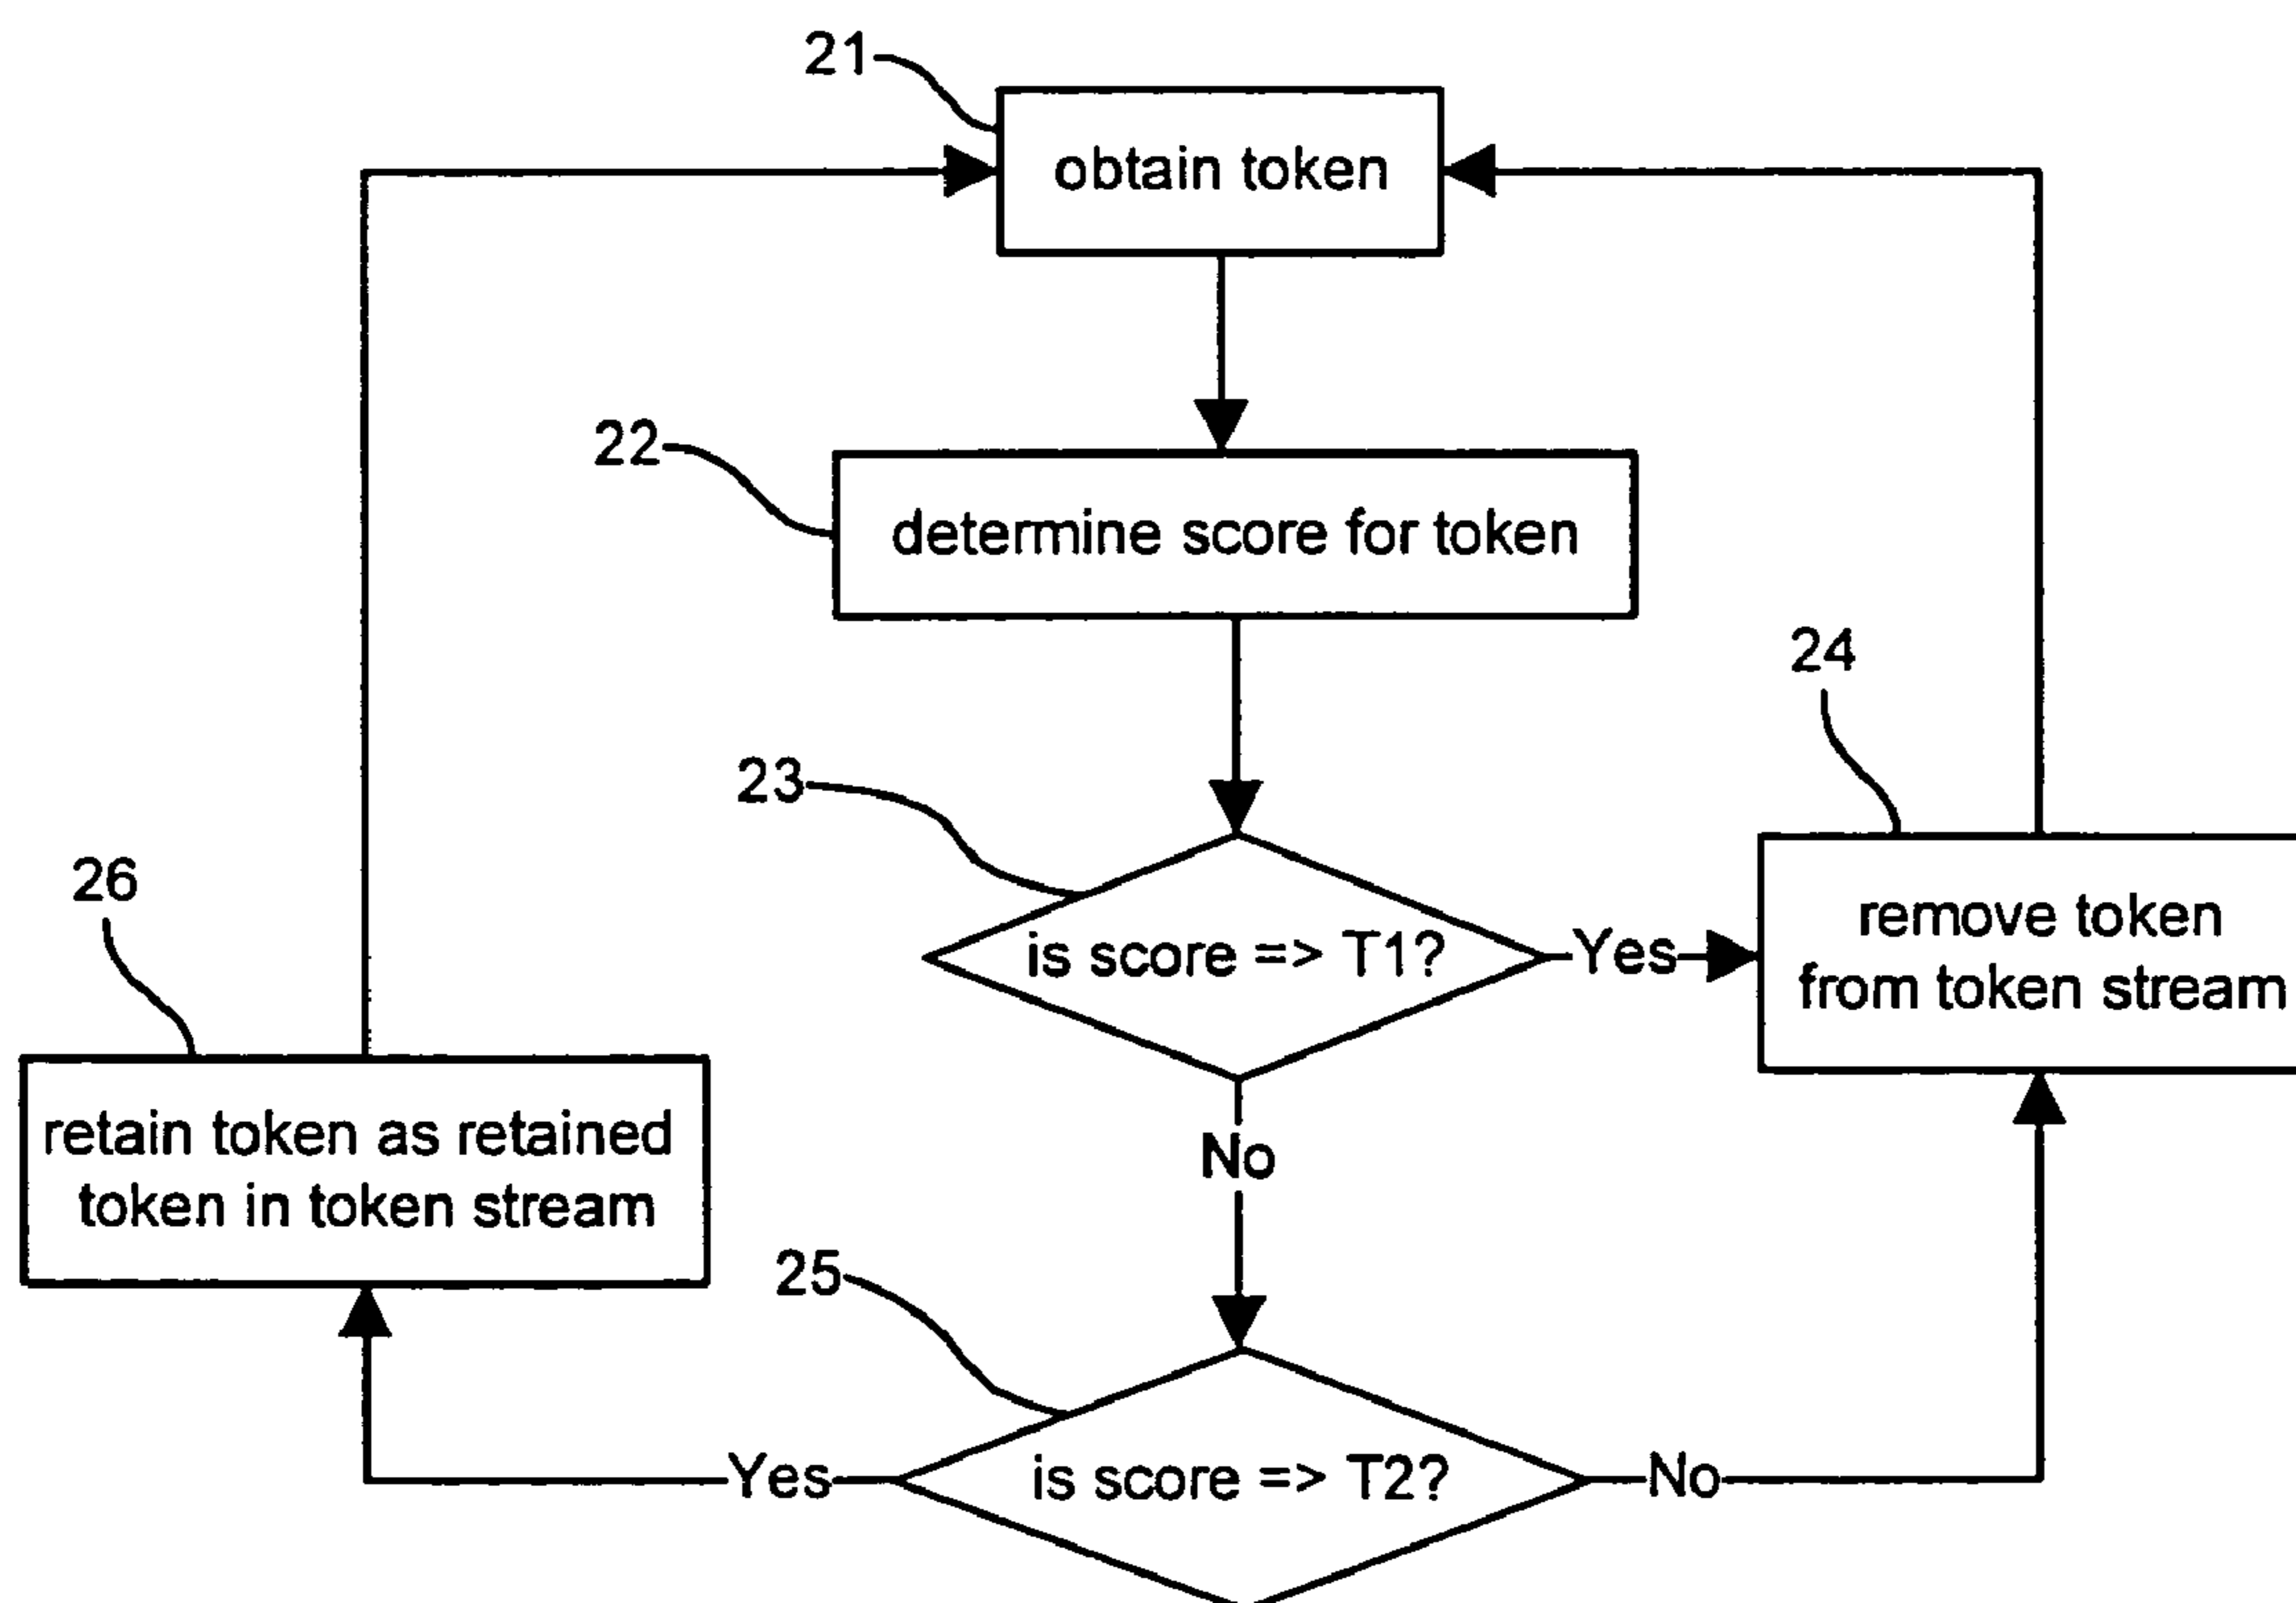 21
obtain token
22
determine score for token
24
23
26
is score => T1?
Yes
remove token
from token stream
retain token as retained
token in token stream
No
25
is score => T2?
Yes
No